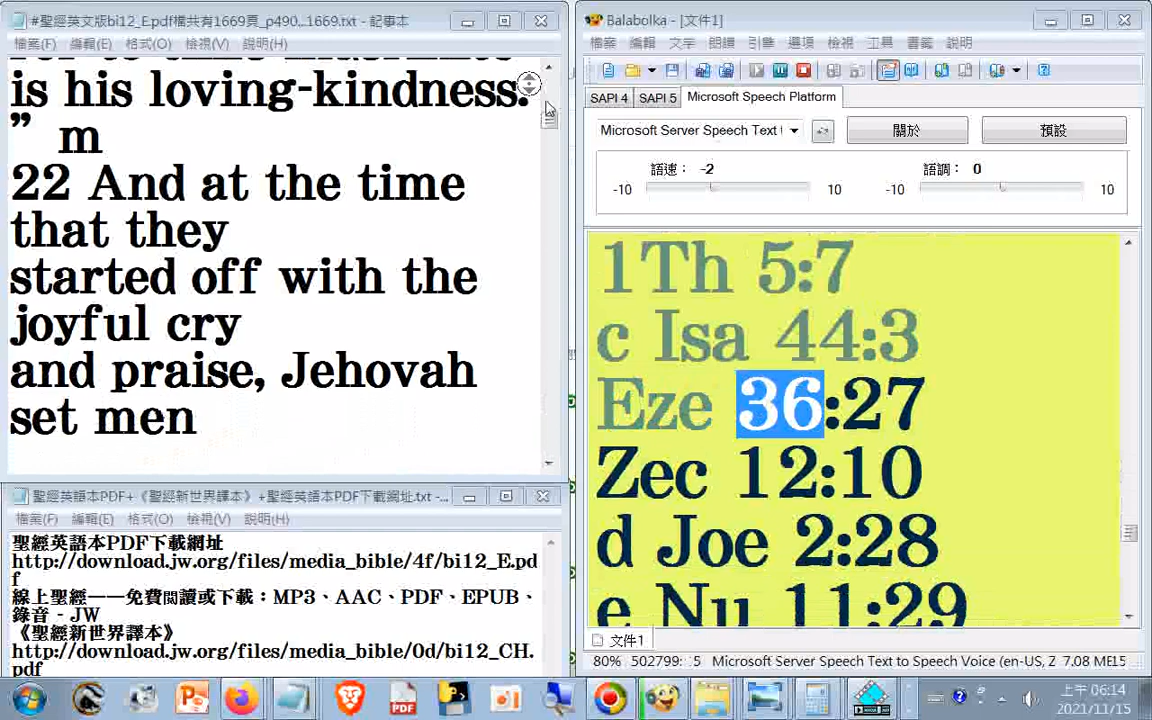 #聖經英文版bi12_E.pdf檔共有1669頁_p490,..1669.txt - 記事本
檔案(F) 編輯(E) 格式(O) 檢視(V) 說明(H)
is his loving-kindness.
” m
22 And at the time
that they
started off with the
joyful cry
and praise, Jehovah
set men
聖經英語本PDF+《聖經新世界譯本》+聖經英語本PDF下載網址.txt -...
檔案(F) 編輯(E) 格式(O) 檢視(V) 說明(H)
聖經英語本PDF下載網址
http://download.jw.org/files/media_bible/4f/bi12_E.pd
f
線上聖經——免費閱讀或下載：MP3、AAC、PDF、EPUB、
錄音 - JW
《聖經新世界譯本》
http://download.jw.org/files/media_bible/0d/bi12_CH.
pdf
Balabolka - [文件1]
檔案 編輯 文字 朗讀 引擎 選項 檢視 工具 書籤 說明
SAPI 4 SAPI 5 Microsoft Speech Platform
Microsoft Server Speech Text 關於 預設
語速： -2 語調： 0
-10 10 -10 10
1Th 5:7
c Isa 44:3
Eze 36:27
Zec 12:10
d Joe 2:28
e Nu 11:29
文件1
80% 502799: 5 Microsoft Server Speech Text to Speech Voice (en-US, Z 7.08 ME15
上午 06:14
2021/11/15